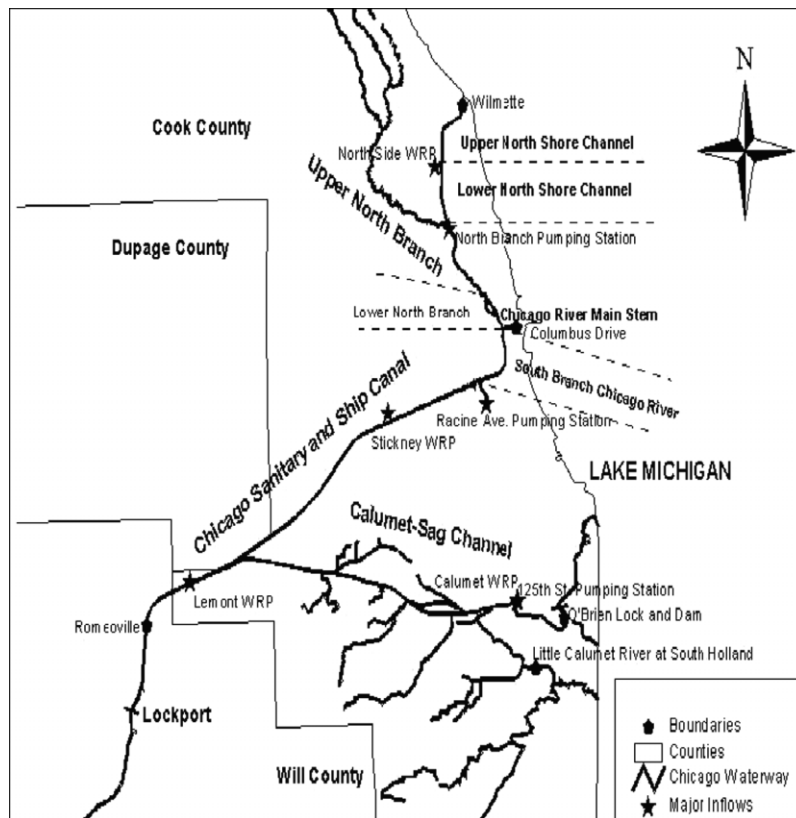 N
Wilmette
Cook County
Upper North Shore Channel
North Side WRP
Lower North Shore Channel
Upper North Branch
North Branch Pumping Station
Dupage County
Chicago River Main Stem
Lower North Branch
Columbus Drive
South Branch Chicago River
Racine Ave. Pumping Station
Stickney WRP
Chicago Sanitary and Ship Canal
LAKE MICHIGAN
Calumet-Sag Channel
Calumet WRP
125th St. Pumping Station
Lemont WRP
O'Brien Lock and Dam
Romeoville
Little Calumet River at South Holland
Lockport
Will County
Boundaries
Counties
Chicago Waterway
Major Inflows